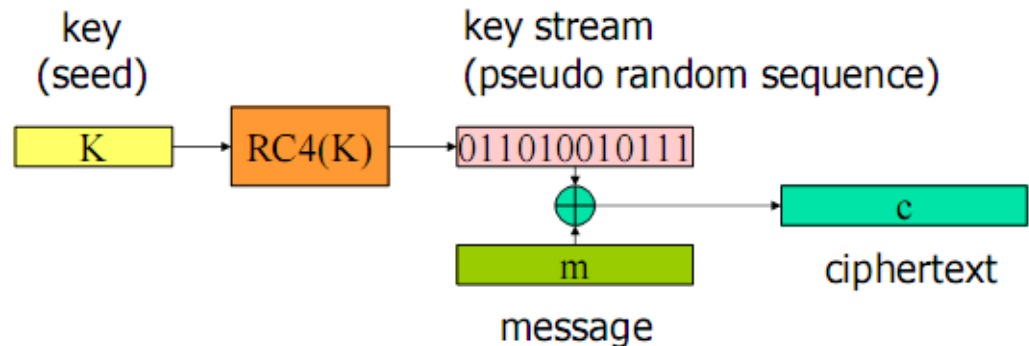 key
(seed)
key stream
(pseudo random sequence)
K
RC4(K)
011010010111
c
m
ciphertext
message